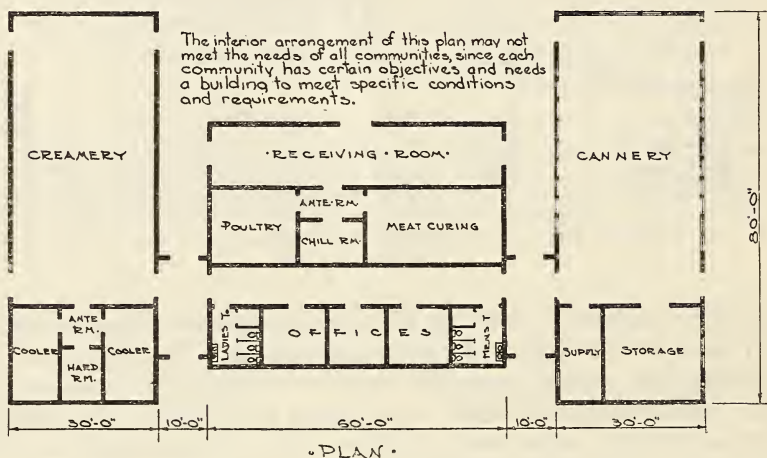 The interior arrangement of this plan may not
meet the needs of all communities, since each
community has certain objectives and needs
a building to meet specific conditions
and requirements.
CREAMERY
·RECEIVING·ROOM·
CANNERY
ANTE·RM.
POULTRY
CHILL RM.
MEAT CURING
80'-0"
ANTE
RM.
COOLER
HARD
RM.
COOLER
LADIES T.
OFFICES
MENS T.
SUPPLY
STORAGE
30'-0"
10'-0"
60'-0"
10'-0"
30'-0"
·PLAN·